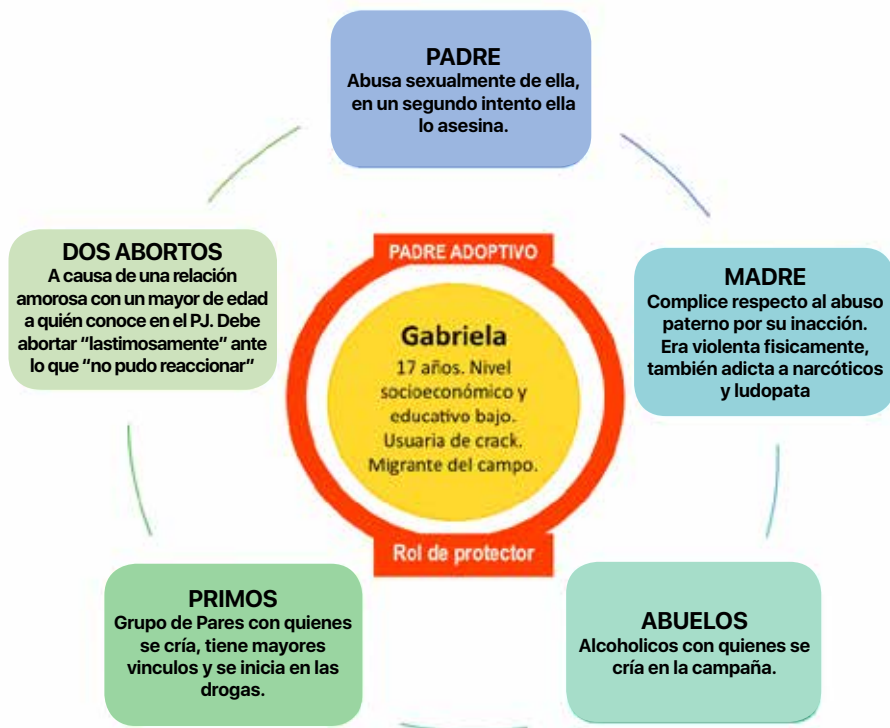 PADRE
Abusa sexualmente de ella,
en un segundo intento ella
lo asesina.
DOS ABORTOS
A causa de una relación
amorosa con un mayor de edad
a quién conoce en el PJ. Debe
abortar “lastimosamente” ante
lo que “no pudo reaccionar”
PADRE ADOPTIVO
Gabriela
17 años. Nivel
socioeconómico y
educativo bajo.
Usuaria de crack.
Migrante del campo.
Rol de protector
MADRE
Complice respecto al abuso
paterno por su inacción.
Era violenta fisicamente,
también adicta a narcóticos
y ludopata
PRIMOS
Grupo de Pares con quienes
se cría, tiene mayores
vinculos y se inicia en las
drogas.
ABUELOS
Alcoholicos con quienes se
cría en la campaña.